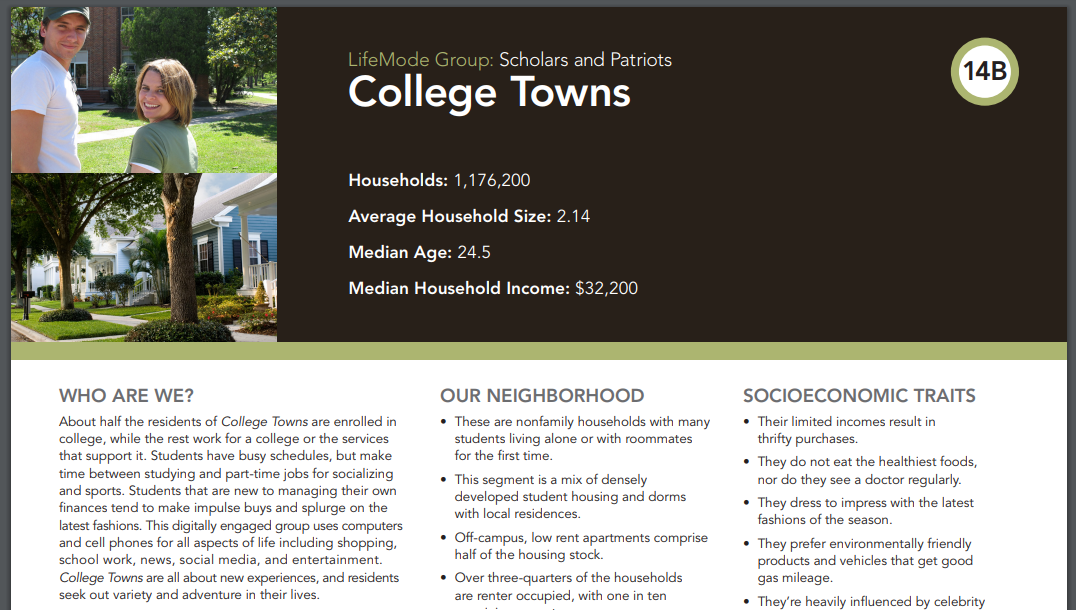 LifeMode Group: Scholars and Patriots
College Towns
14B
Households: 1,176,200
Average Household Size: 2.14
Median Age: 24.5
Median Household Income: $32,200
WHO ARE WE?
About half the residents of College Towns are enrolled in
college, while the rest work for a college or the services
that support it. Students have busy schedules, but make
time between studying and part-time jobs for socializing
and sports. Students that are new to managing their own
finances tend to make impulse buys and splurge on the
latest fashions. This digitally engaged group uses computers
and cell phones for all aspects of life including shopping,
school work, news, social media, and entertainment.
College Towns are all about new experiences, and residents
seek out variety and adventure in their lives.
OUR NEIGHBORHOOD
• These are nonfamily households with many
students living alone or with roommates
for the first time.
• This segment is a mix of densely
developed student housing and dorms
with local residences.
• Off-campus, low rent apartments comprise
half of the housing stock.
• Over three-quarters of the households
are renter occupied, with one in ten
SOCIOECONOMIC TRAITS
• Their limited incomes result in
thrifty purchases.
• They do not eat the healthiest foods,
nor do they see a doctor regularly.
• They dress to impress with the latest
fashions of the season.
• They prefer environmentally friendly
products and vehicles that get good
gas mileage.
• They're heavily influenced by celebrity